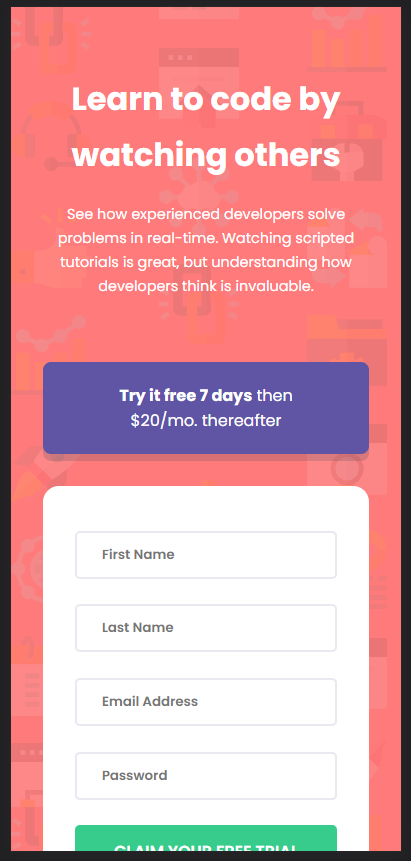 Learn to code by
watching others
See how experienced developers solve
problems in real-time. Watching scripted
tutorials is great, but understanding how
developers think is invaluable.
Try it free 7 days then
$20/mo. thereafter
First Name
Last Name
Email Address
Password
CLAIM YOUR FREE TRIAL